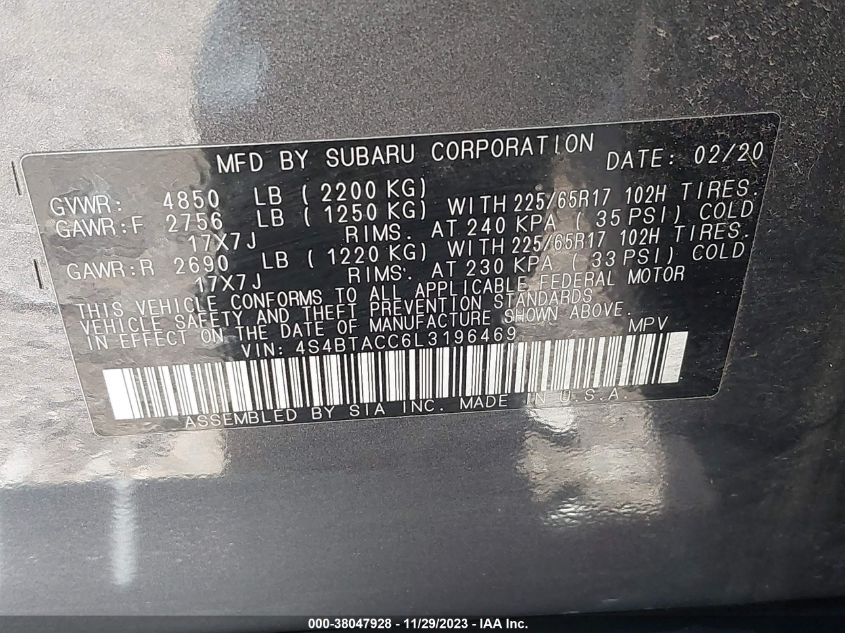 MFD BY SUBARU CORPORATION DATE: 02/20
GVWR: 4850 LB ( 2200 KG)
GAWR:F 2756 LB ( 1250 KG) WITH 225/65R17 102H TIRES.
17X7J RIMS. AT 240 KPA ( 35 PSI) COLD
GAWR:R 2690 LB ( 1220 KG) WITH 225/65R17 102H TIRES.
17X7J RIMS. AT 230 KPA ( 33 PSI) COLD
THIS VEHICLE CONFORMS TO ALL APPLICABLE FEDERAL MOTOR
VEHICLE SAFETY AND THEFT PREVENTION STANDARDS
IN EFFECT ON THE DATE OF MANUFACTURE SHOWN ABOVE.
VIN: 4S4BTACC6L3196469 MPV
ASSEMBLED BY SIA INC. MADE IN U.S.A.
000-38047928 - 11/29/2023 - IAA Inc.